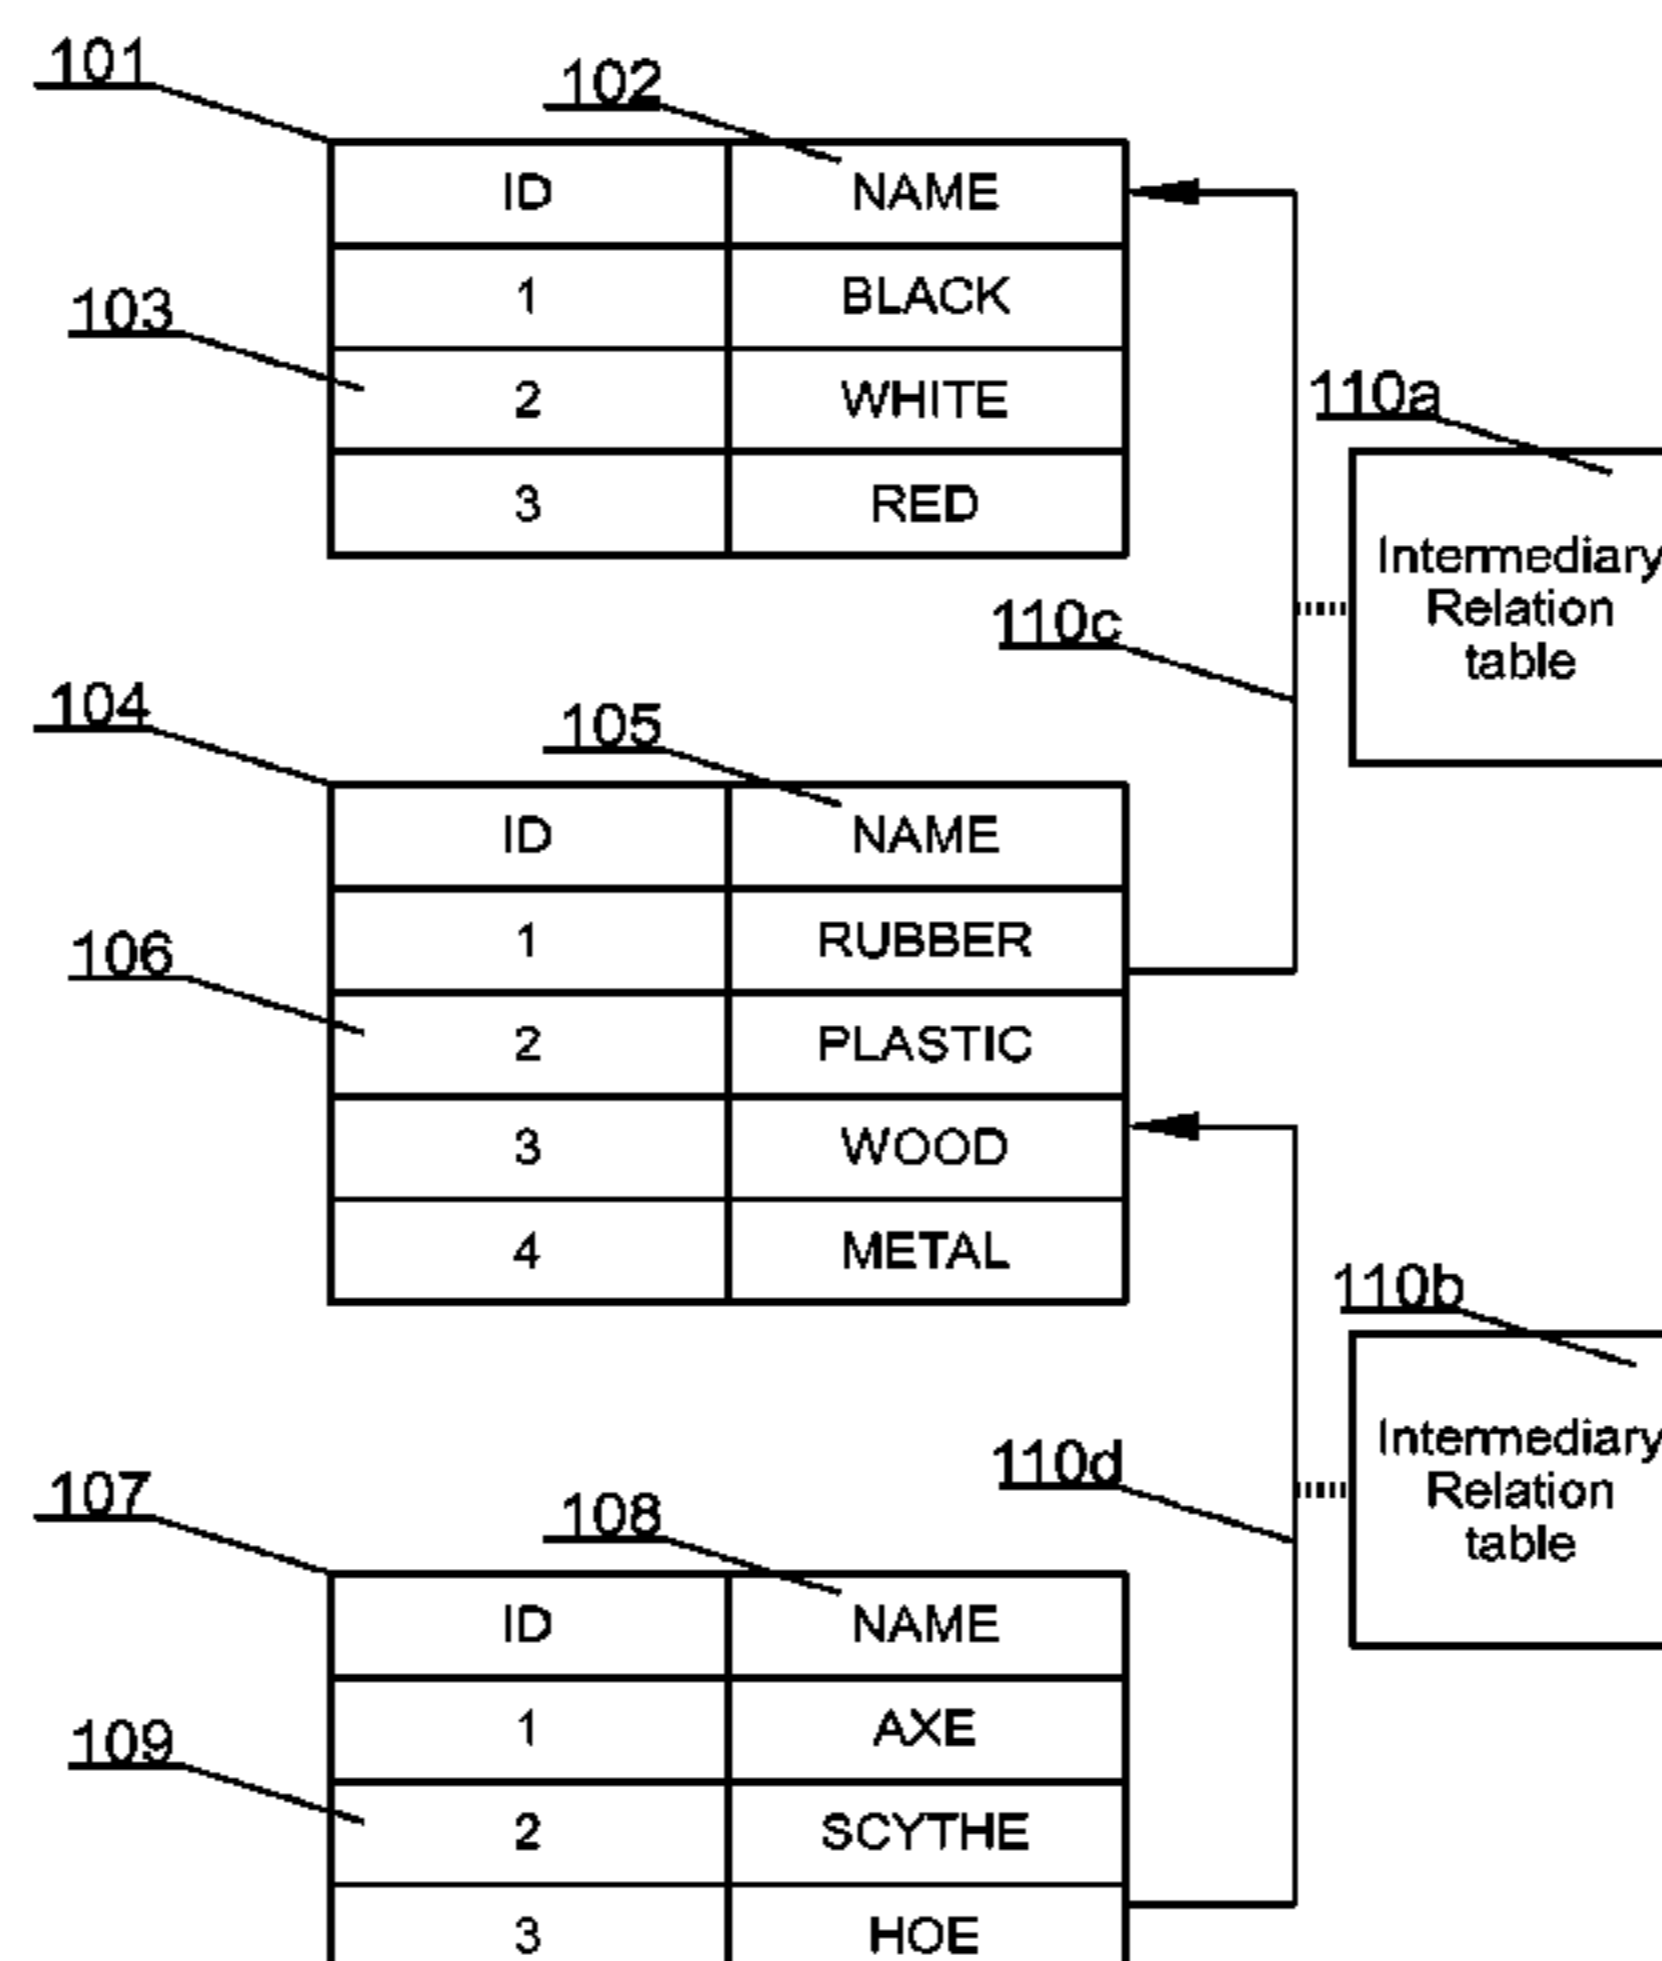 101
102
ID NAME
1 BLACK
103
2 WHITE
110a
3 RED
Intermediary
Relation
table
110c
104
105
ID NAME
1 RUBBER
106
2 PLASTIC
3 WOOD
4 METAL
110b
Intermediary
Relation
table
110d
107
108
ID NAME
1 AXE
109
2 SCYTHE
3 HOE